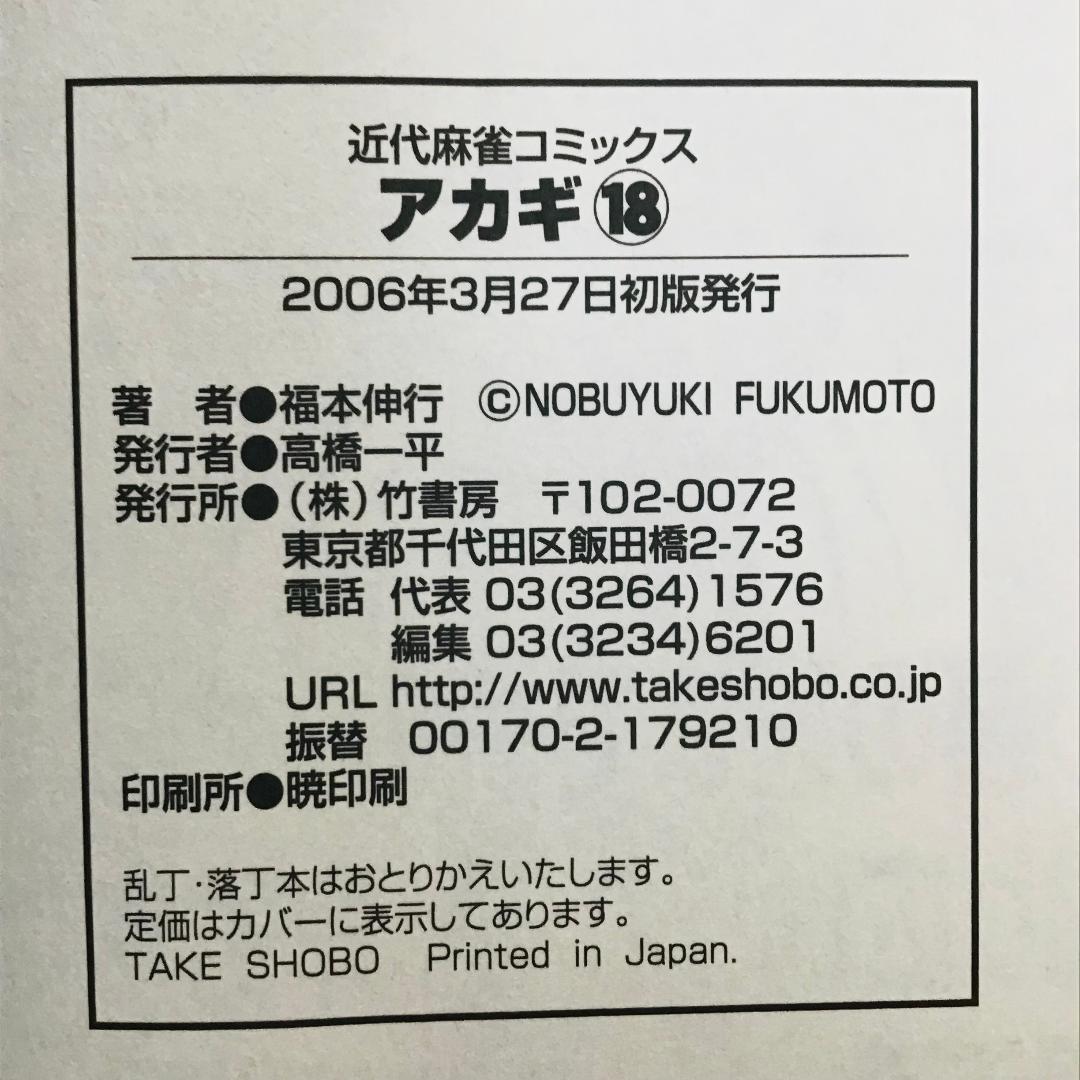 近代麻雀コミックス
アカギ⑱
2006年3月27日初版発行
著　者●福本伸行　©NOBUYUKI FUKUMOTO
発行者●高橋一平
発行所●(株)竹書房　〒102-0072
東京都千代田区飯田橋2-7-3
電話 代表 03(3264)1576
編集 03(3234)6201
URL http://www.takeshobo.co.jp
振替　00170-2-179210
印刷所●暁印刷
乱丁・落丁本はおとりかえいたします。
定価はカバーに表示してあります。
TAKE SHOBO　Printed in Japan.